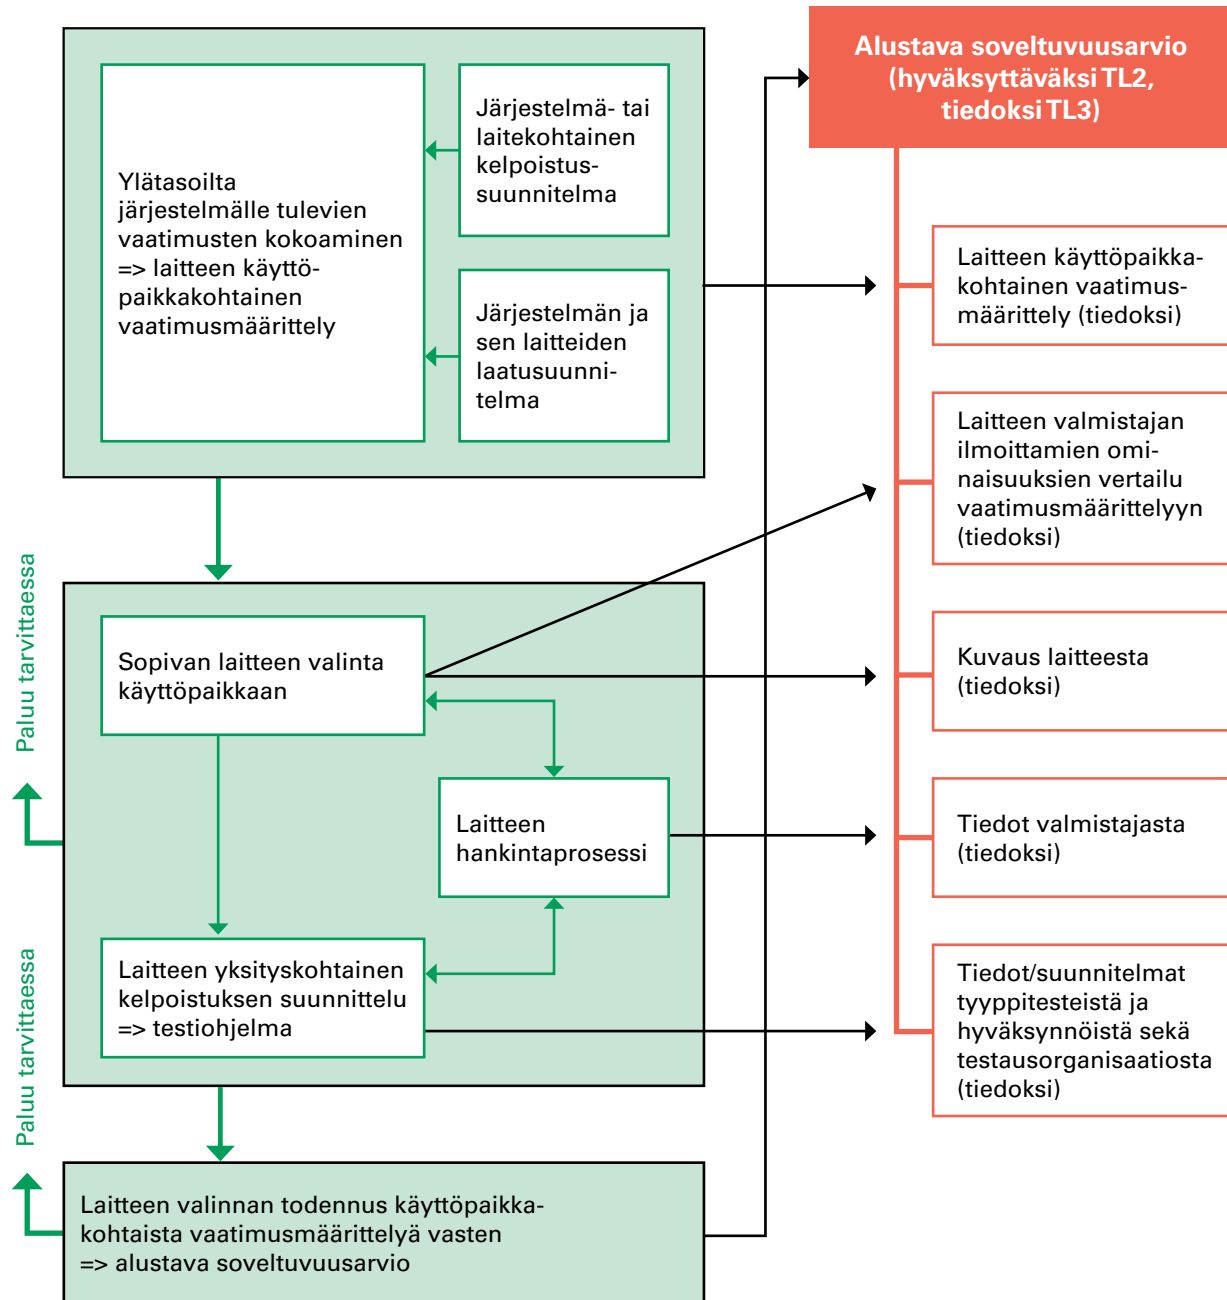 Ylätasoilta
järjestelmälle tulevien
vaatimusten kokoaminen
=> laitteen käyttö-
paikkakohtainen
vaatimusmäärittely
Järjestelmä- tai
laitekohtainen
kelpoistus-
suunnitelma
Järjestelmän ja
sen laitteiden
laatusuunni-
telma
Paluu tarvittaessa
Sopivan laitteen valinta
käyttöpaikkaan
Laitteen
hankintaprosessi
Laitteen yksityskohtainen
kelpoistuksen suunnittelu
=> testiohjelma
Paluu tarvittaessa
Laitteen valinnan todennus käyttöpaikka-
kohtaista vaatimusmäärittelyä vasten
=> alustava soveltuvuusarvio
Alustava soveltuvuusarvio
(hyväksyttäväksi TL2,
tiedoksi TL3)
Laitteen käyttöpaikka-
kohtainen vaatimus-
määrittely (tiedoksi)
Laitteen valmistajan
ilmoittamien omi-
naisuuksien vertailu
vaatimusmäärittelyyn
(tiedoksi)
Kuvaus laitteesta
(tiedoksi)
Tiedot valmistajasta
(tiedoksi)
Tiedot/suunnitelmat
tyyppitesteistä ja
hyväksynnöistä sekä
testausorganisaatiosta
(tiedoksi)